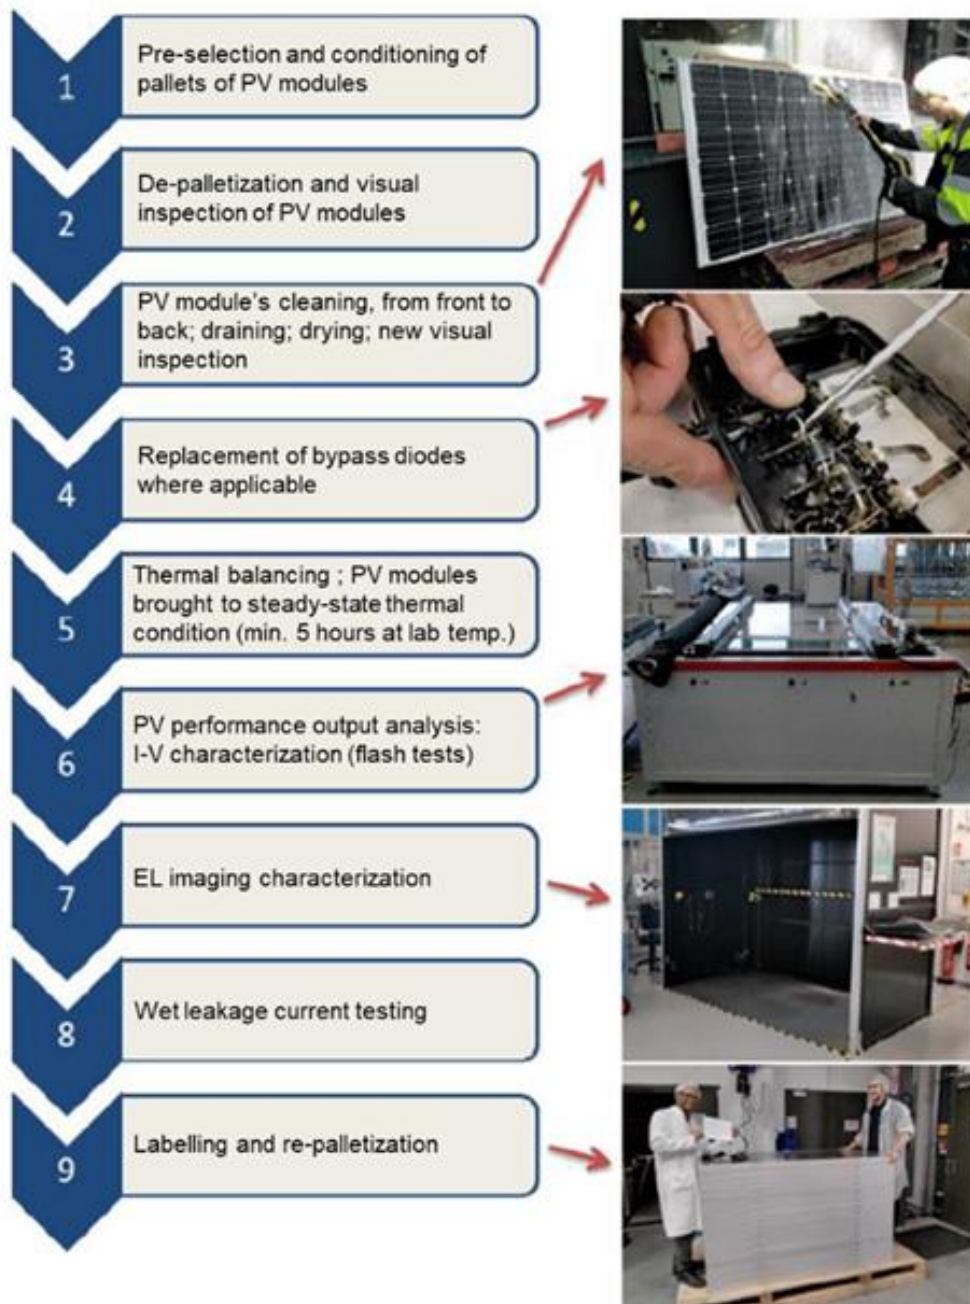 1
Pre-selection and conditioning of
pallets of PV modules
2
De-palletization and visual
inspection of PV modules
3
PV module's cleaning, from front to
back; draining; drying; new visual
inspection
4
Replacement of bypass diodes
where applicable
5
Thermal balancing ; PV modules
brought to steady-state thermal
condition (min. 5 hours at lab temp.)
6
PV performance output analysis:
I-V characterization (flash tests)
7
EL imaging characterization
8
Wet leakage current testing
9
Labelling and re-palletization